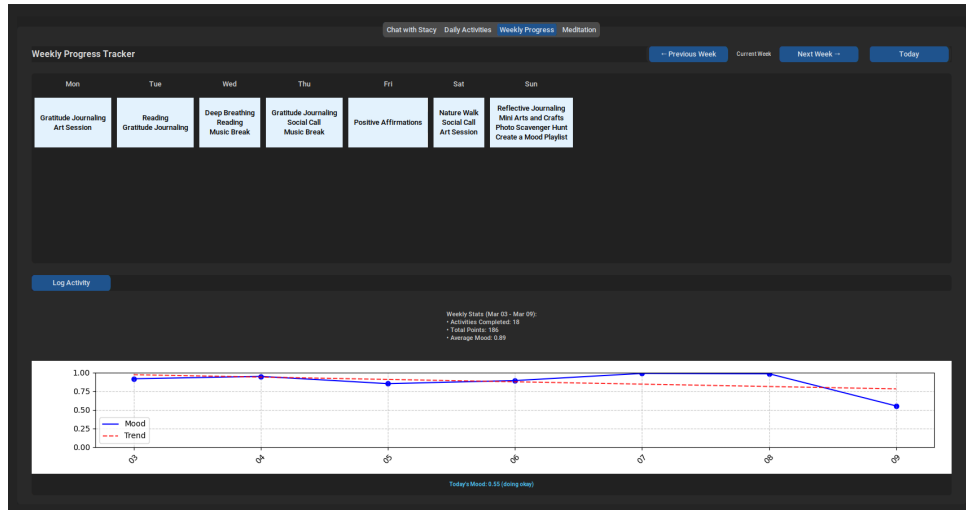 Chat with Stacy Daily Activities Weekly Progress Meditation
Weekly Progress Tracker
← Previous Week
Current Week
Next Week →
Today
Mon Tue Wed Thu Fri Sat Sun
Gratitude Journaling
Art Session
Reading
Gratitude Journaling
Deep Breathing
Reading
Music Break
Gratitude Journaling
Social Call
Music Break
Positive Affirmations
Nature Walk
Social Call
Art Session
Reflective Journaling
Mini Arts and Crafts
Photo Scavenger Hunt
Create a Mood Playlist
Log Activity
Weekly Stats (Mar 03 - Mar 09):
• Activities Completed: 18
• Total Points: 186
• Average Mood: 0.89
1.00
0.75
0.50
0.25
0.00
Mood
Trend
03 04 05 06 07 08 09
Today's Mood: 0.55 (doing okay)